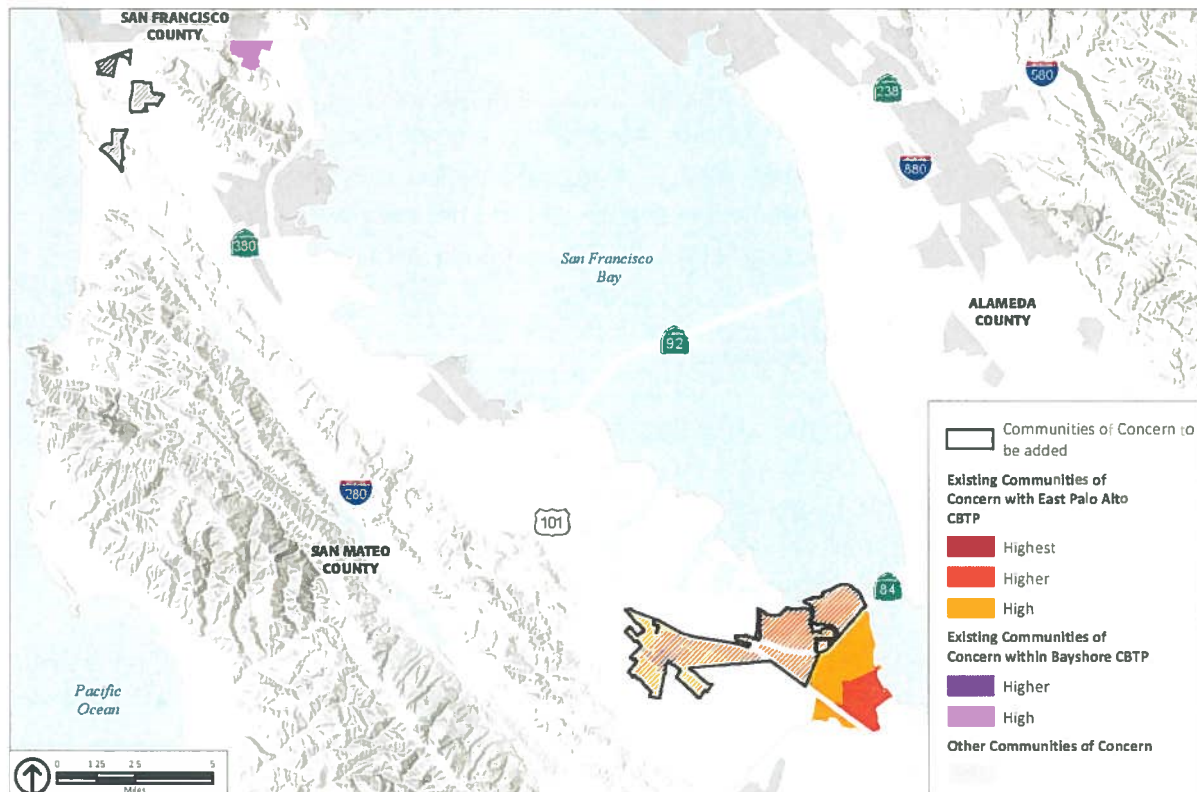 SAN FRANCISCO
COUNTY
580
238
880
380
San Francisco
Bay
ALAMEDA
COUNTY
92
280
101
SAN MATEO
COUNTY
84
Pacific
Ocean
0 1.25 2.5 5
Miles
Communities of Concern to
be added
Existing Communities of
Concern with East Palo Alto
CBTP
Highest
Higher
High
Existing Communities of
Concern within Bayshore CBTP
Higher
High
Other Communities of Concern